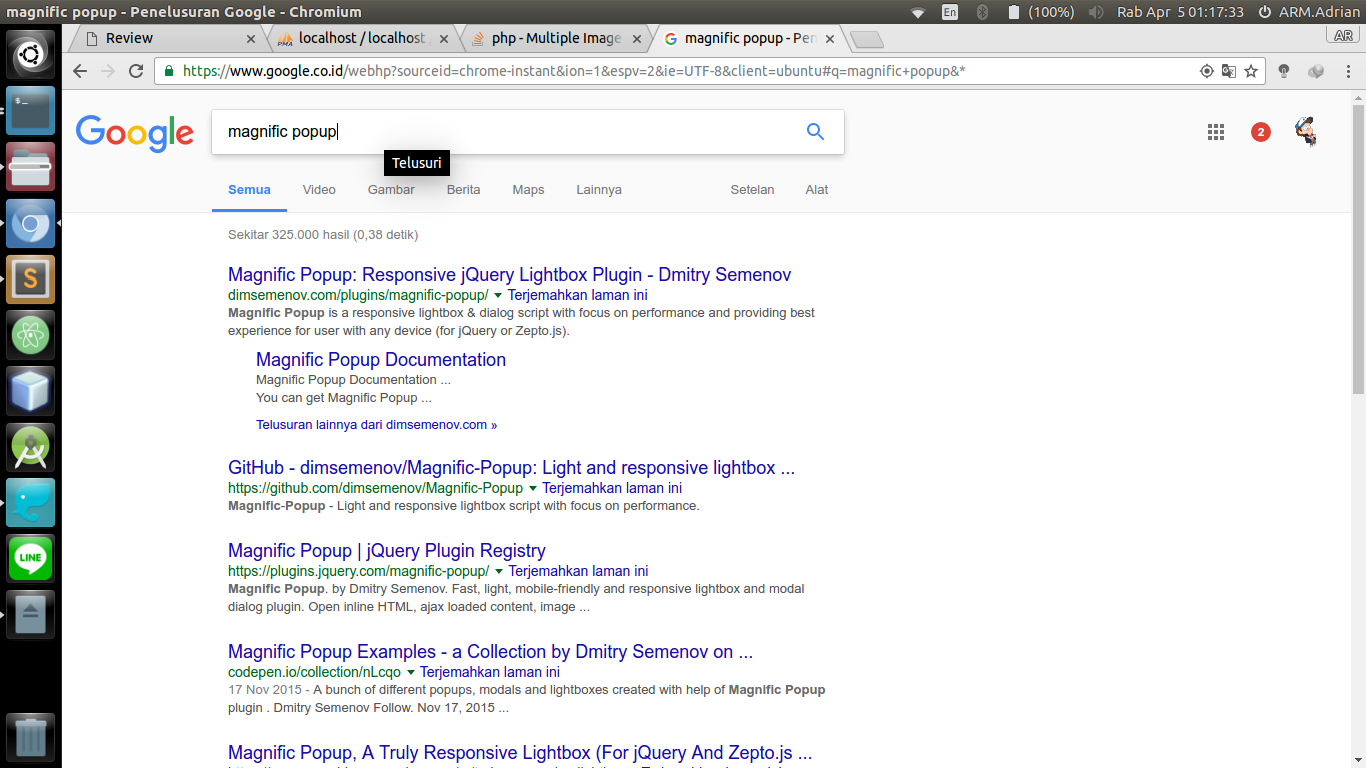 magnific popup - Penelusuran Google - Chromium
En
(100%)
Rab Apr 5 01:17:33
ARM.Adrian
Review
localhost / localhost
php - Multiple Image
magnific popup - Pen
AR
https://www.google.co.id/webhp?sourceid=chrome-instant&ion=1&espv=2&ie=UTF-8&client=ubuntu#q=magnific+popup&*
Google
magnific popup
2
Telusuri
Semua
Video
Gambar
Berita
Maps
Lainnya
Setelan
Alat
Sekitar 325.000 hasil (0,38 detik)
Magnific Popup: Responsive jQuery Lightbox Plugin - Dmitry Semenov
dimsemenov.com/plugins/magnific-popup/ Terjemahkan laman ini
Magnific Popup is a responsive lightbox & dialog script with focus on performance and providing best
experience for user with any device (for jQuery or Zepto.js).
Magnific Popup Documentation
Magnific Popup Documentation ...
You can get Magnific Popup ...
Telusuran lainnya dari dimsemenov.com »
GitHub - dimsemenov/Magnific-Popup: Light and responsive lightbox ...
https://github.com/dimsemenov/Magnific-Popup Terjemahkan laman ini
Magnific-Popup - Light and responsive lightbox script with focus on performance.
Magnific Popup | jQuery Plugin Registry
https://plugins.jquery.com/magnific-popup/ Terjemahkan laman ini
Magnific Popup. by Dmitry Semenov. Fast, light, mobile-friendly and responsive lightbox and modal
dialog plugin. Open inline HTML, ajax loaded content, image ...
Magnific Popup Examples - a Collection by Dmitry Semenov on ...
codepen.io/collection/nLcqo Terjemahkan laman ini
17 Nov 2015 - A bunch of different popups, modals and lightboxes created with help of Magnific Popup
plugin . Dmitry Semenov Follow. Nov 17, 2015 ...
Magnific Popup, A Truly Responsive Lightbox (For jQuery And Zepto.js ...
PMA
S
LINE